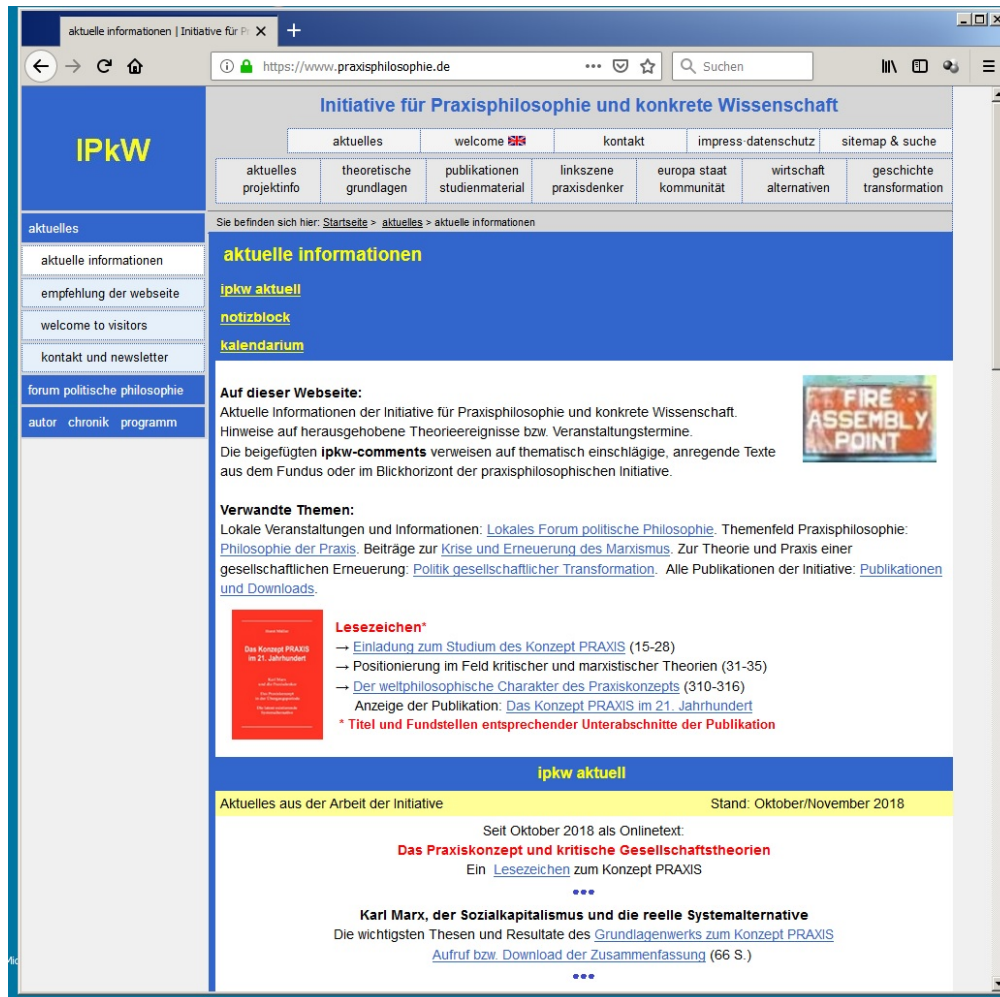 aktuelle informationen | Initiative für Pr
https://www.praxisphilosophie.de
Suchen
IPkW
Initiative für Praxisphilosophie und konkrete Wissenschaft
aktuelles welcome kontakt impress·datenschutz sitemap & suche
aktuelles projektinfo
theoretische grundlagen
publikationen studienmaterial
linkszene praxisdenker
europa staat kommunität
wirtschaft alternativen
geschichte transformation
aktuelles
aktuelle informationen
empfehlung der webseite
welcome to visitors
kontakt und newsletter
forum politische philosophie
autor chronik programm
Sie befinden sich hier: Startseite > aktuelles > aktuelle informationen
aktuelle informationen
ipkw aktuell
notizblock
kalendarium
Auf dieser Webseite:
Aktuelle Informationen der Initiative für Praxisphilosophie und konkrete Wissenschaft.
Hinweise auf herausgehobene Theorieereignisse bzw. Veranstaltungstermine.
Die beigefügten ipkw-comments verweisen auf thematisch einschlägige, anregende Texte
aus dem Fundus oder im Blickhorizont der praxisphilosophischen Initiative.
FIRE
ASSEMBLY
POINT
Verwandte Themen:
Lokale Veranstaltungen und Informationen: Lokales Forum politische Philosophie. Themenfeld Praxisphilosophie:
Philosophie der Praxis. Beiträge zur Krise und Erneuerung des Marxismus. Zur Theorie und Praxis einer
gesellschaftlichen Erneuerung: Politik gesellschaftlicher Transformation. Alle Publikationen der Initiative: Publikationen
und Downloads.
Das Konzept PRAXIS
im 21. Jahrhundert
Lesezeichen*
→ Einladung zum Studium des Konzept PRAXIS (15-28)
→ Positionierung im Feld kritischer und marxistischer Theorien (31-35)
→ Der weltphilosophische Charakter des Praxiskonzepts (310-316)
Anzeige der Publikation: Das Konzept PRAXIS im 21. Jahrhundert
* Titel und Fundstellen entsprechender Unterabschnitte der Publikation
ipkw aktuell
Aktuelles aus der Arbeit der Initiative Stand: Oktober/November 2018
Seit Oktober 2018 als Onlinetext:
Das Praxiskonzept und kritische Gesellschaftstheorien
Ein Lesezeichen zum Konzept PRAXIS
•••
Karl Marx, der Sozialkapitalismus und die reelle Systemalternative
Die wichtigsten Thesen und Resultate des Grundlagenwerks zum Konzept PRAXIS
Aufruf bzw. Download der Zusammenfassung (66 S.)
•••